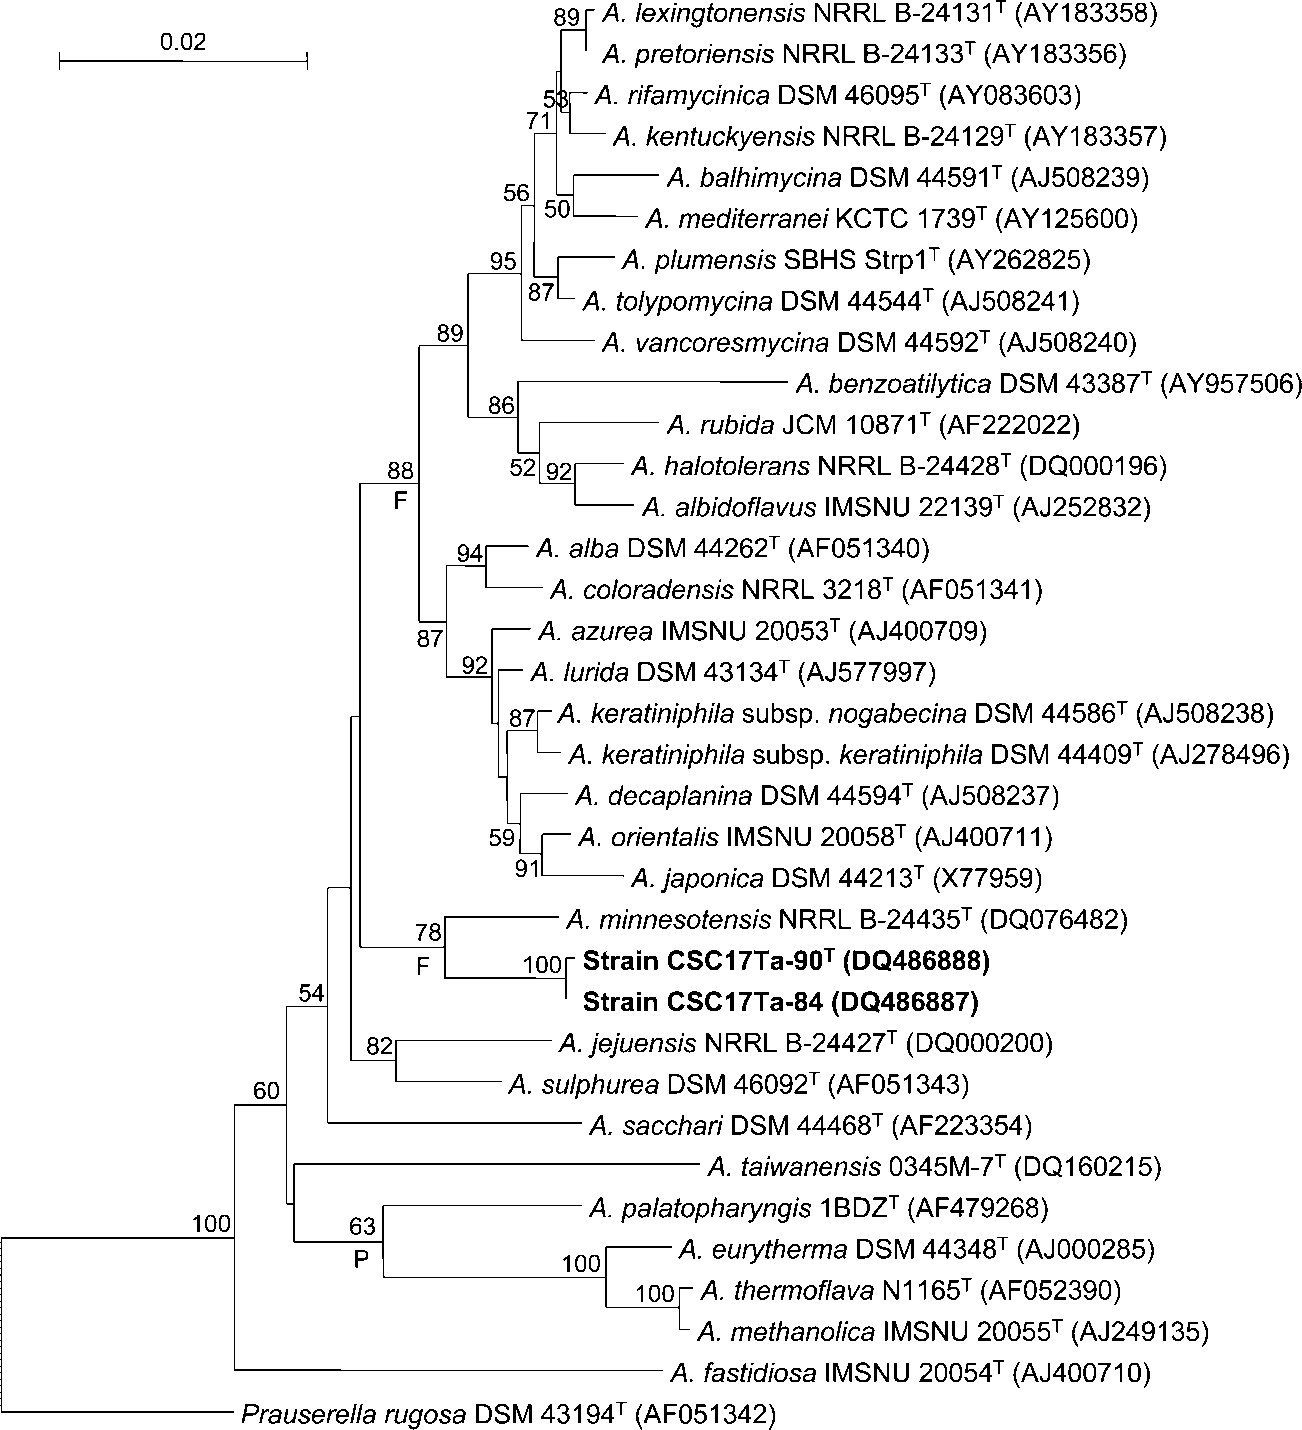 89 A. lexingtonensis NRRL B-24131ᵀ (AY183358)
0.02
A. pretoriensis NRRL B-24133ᵀ (AY183356)
53 A. rifamycinica DSM 46095ᵀ (AY083603)
71
A. kentuckyensis NRRL B-24129ᵀ (AY183357)
A. balhimycina DSM 44591ᵀ (AJ508239)
56
50
A. mediterranei KCTC 1739ᵀ (AY125600)
95
A. plumensis SBHS Strp1ᵀ (AY262825)
87
A. tolypomycina DSM 44544ᵀ (AJ508241)
89
A. vancoresmycina DSM 44592ᵀ (AJ508240)
A. benzoatilytica DSM 43387ᵀ (AY957506)
86
A. rubida JCM 10871ᵀ (AF222022)
88
52 92 A. halotolerans NRRL B-24428ᵀ (DQ000196)
F
A. albidoflavus IMSNU 22139ᵀ (AJ252832)
94 A. alba DSM 44262ᵀ (AF051340)
A. coloradensis NRRL 3218ᵀ (AF051341)
87
A. azurea IMSNU 20053ᵀ (AJ400709)
92
A. lurida DSM 43134ᵀ (AJ577997)
87 A. keratiniphila subsp. nogabecina DSM 44586ᵀ (AJ508238)
A. keratiniphila subsp. keratiniphila DSM 44409ᵀ (AJ278496)
A. decaplanina DSM 44594ᵀ (AJ508237)
59
A. orientalis IMSNU 20058ᵀ (AJ400711)
91
A. japonica DSM 44213ᵀ (X77959)
A. minnesotensis NRRL B-24435ᵀ (DQ076482)
78
F
100 Strain CSC17Ta-90ᵀ (DQ486888)
54
Strain CSC17Ta-84 (DQ486887)
82 A. jejuensis NRRL B-24427ᵀ (DQ000200)
60
A. sulphurea DSM 46092ᵀ (AF051343)
A. sacchari DSM 44468ᵀ (AF223354)
A. taiwanensis 0345M-7ᵀ (DQ160215)
A. palatopharyngis 1BDZᵀ (AF479268)
100
63
P
100 A. eurytherma DSM 44348ᵀ (AJ000285)
100 A. thermoflava N1165ᵀ (AF052390)
A. methanolica IMSNU 20055ᵀ (AJ249135)
A. fastidiosa IMSNU 20054ᵀ (AJ400710)
Prauserella rugosa DSM 43194ᵀ (AF051342)